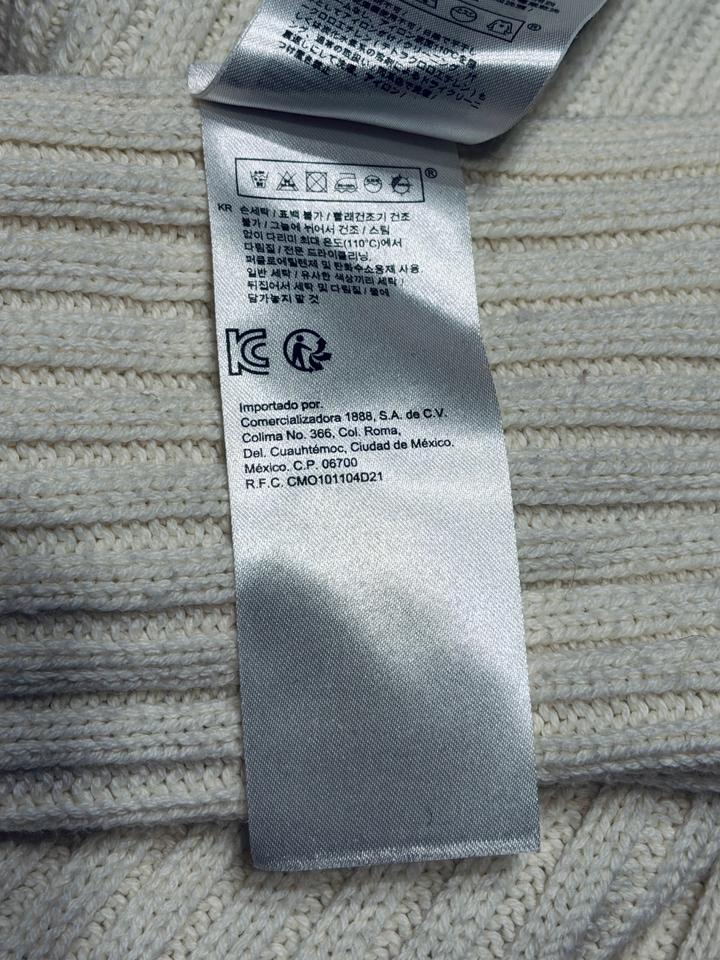 ®
®
KR 손세탁 / 표백 불가 / 빨래건조기 건조
불가 / 그늘에 뉘어서 건조 / 스팀
없이 다리미 최대 온도(110°C)에서
다림질 / 전문 드라이클리닝,
퍼클로로에틸렌제 및 탄화수소용제 사용,
일반 세탁 / 유사한 색상끼리 세탁 /
뒤집어서 세탁 및 다림질 / 물에
담가놓지 말 것
Importado por.
Comercializadora 1888, S.A. de C.V.
Colima No. 366, Col. Roma,
Del. Cuauhtémoc, Ciudad de México.
México. C.P. 06700
R.F.C. CMO101104D21